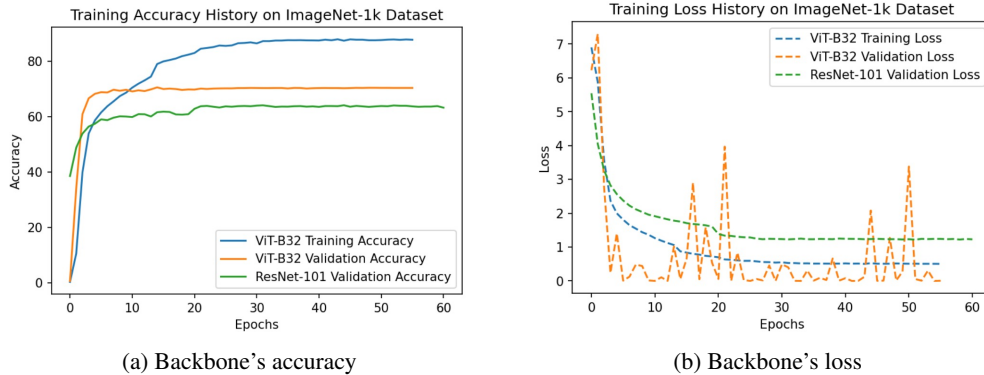 Training Accuracy History on ImageNet-1k Dataset
80
60
40
20
0
Accuracy
ViT-B32 Training Accuracy
ViT-B32 Validation Accuracy
ResNet-101 Validation Accuracy
0 10 20 30 40 50 60
Epochs
(a) Backbone's accuracy
Training Loss History on ImageNet-1k Dataset
7
6
5
4
3
2
1
0
Loss
ViT-B32 Training Loss
ViT-B32 Validation Loss
ResNet-101 Validation Loss
0 10 20 30 40 50 60
Epochs
(b) Backbone's loss